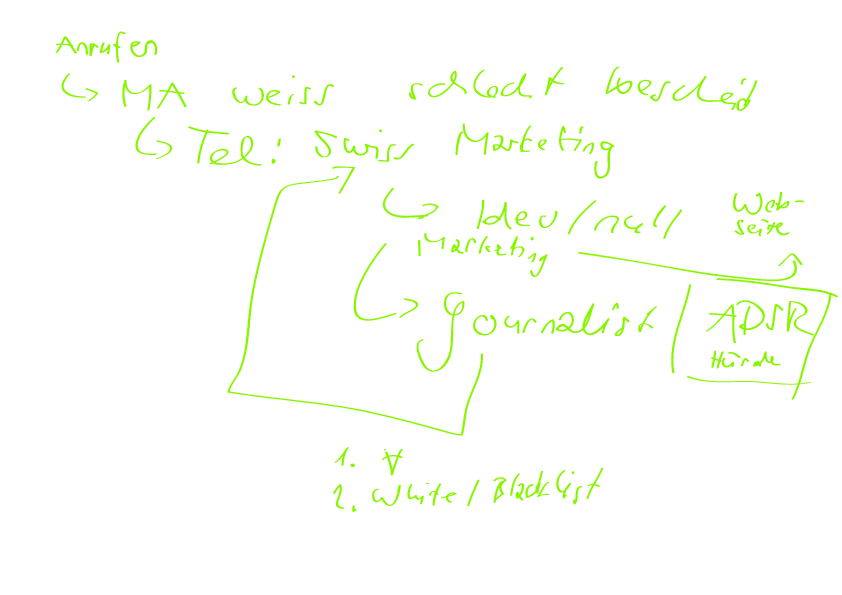 Anrufen
MA weiss schlecht bescheid
Tel: Swiss Marketing
/dev/null
Web-
seite
Marketing
Journalist
ADSR
Hürde
1. ∀
2. White/Blacklist